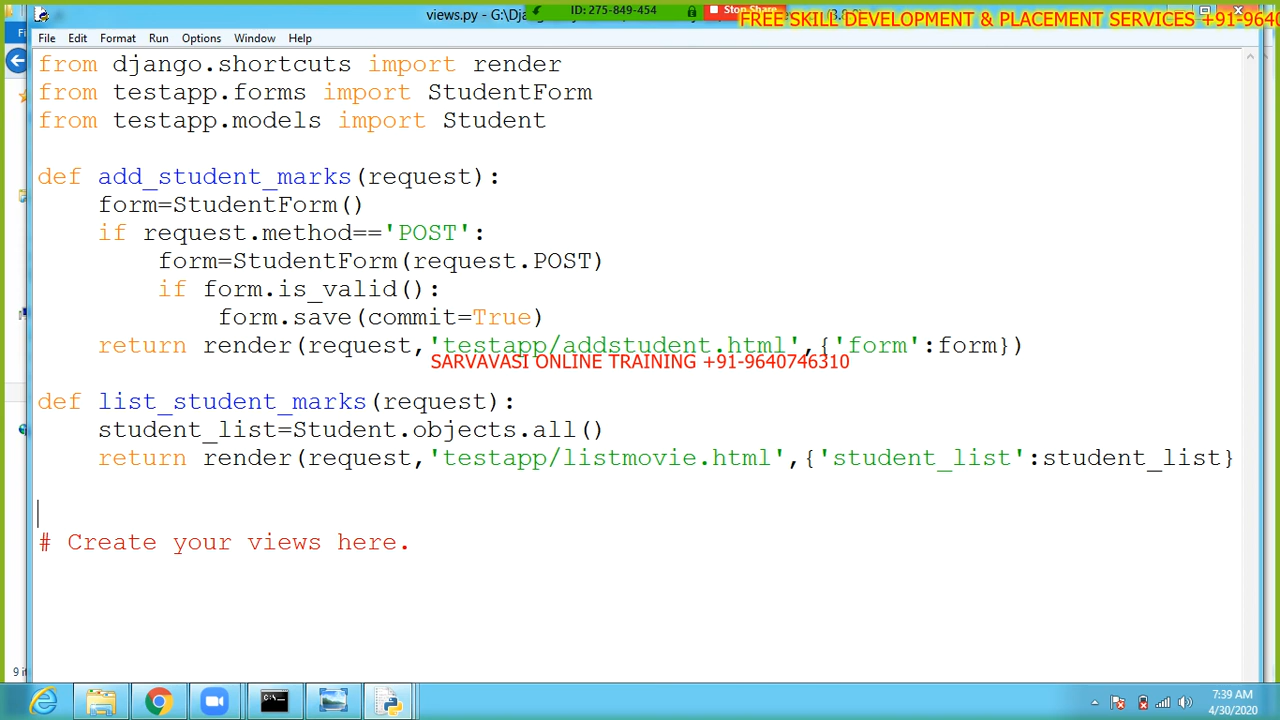 views.py - G:\Djan
ID: 275-849-454
Stop Share
FREE SKILL DEVELOPMENT & PLACEMENT SERVICES +91-9640
File Edit Format Run Options Window Help
from django.shortcuts import render
from testapp.forms import StudentForm
from testapp.models import Student
def add_student_marks(request):
form=StudentForm()
if request.method=='POST':
form=StudentForm(request.POST)
if form.is_valid():
form.save(commit=True)
return render(request,'testapp/addstudent.html',{'form':form})
SARVAVASI ONLINE TRAINING +91-9640746310
def list_student_marks(request):
student_list=Student.objects.all()
return render(request,'testapp/listmovie.html',{'student_list':student_list}
# Create your views here.
7:39 AM
4/30/2020